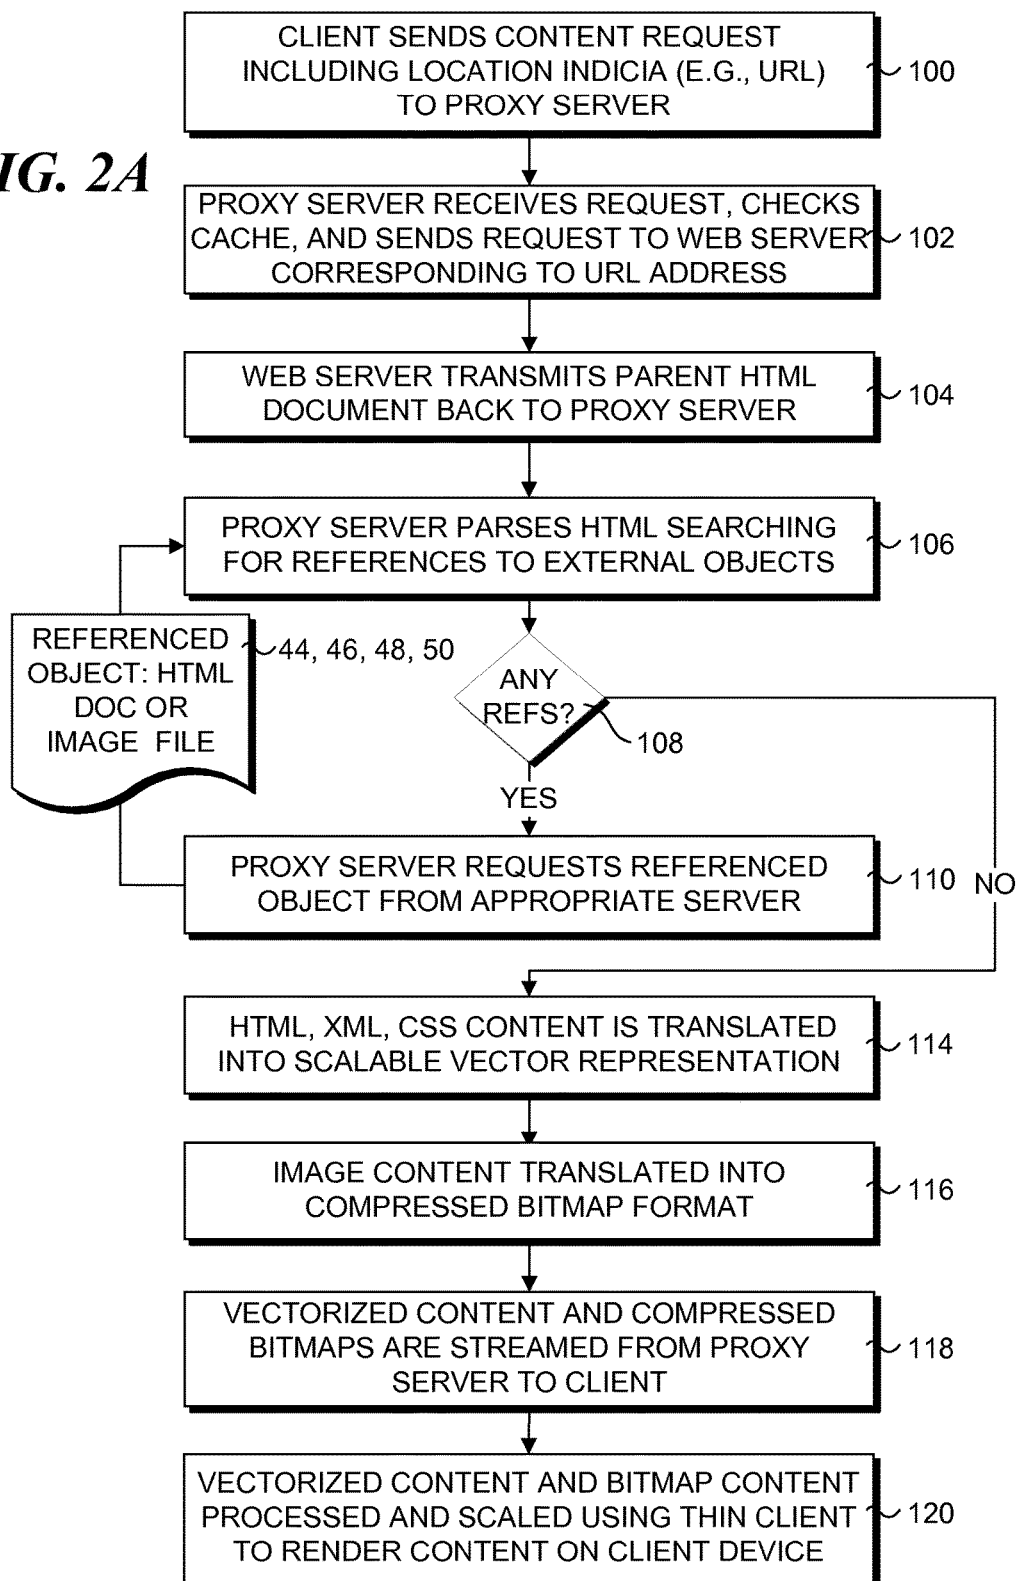 CLIENT SENDS CONTENT REQUEST
INCLUDING LOCATION INDICIA (E.G., URL)
TO PROXY SERVER
100
IG. 2A
PROXY SERVER RECEIVES REQUEST, CHECKS
CACHE, AND SENDS REQUEST TO WEB SERVER
CORRESPONDING TO URL ADDRESS
102
WEB SERVER TRANSMITS PARENT HTML
DOCUMENT BACK TO PROXY SERVER
104
PROXY SERVER PARSES HTML SEARCHING
FOR REFERENCES TO EXTERNAL OBJECTS
106
REFERENCED
OBJECT: HTML
DOC OR
IMAGE FILE
44, 46, 48, 50
ANY
REFS?
108
YES
PROXY SERVER REQUESTS REFERENCED
OBJECT FROM APPROPRIATE SERVER
110
NO
HTML, XML, CSS CONTENT IS TRANSLATED
INTO SCALABLE VECTOR REPRESENTATION
114
IMAGE CONTENT TRANSLATED INTO
COMPRESSED BITMAP FORMAT
116
VECTORIZED CONTENT AND COMPRESSED
BITMAPS ARE STREAMED FROM PROXY
SERVER TO CLIENT
118
VECTORIZED CONTENT AND BITMAP CONTENT
PROCESSED AND SCALED USING THIN CLIENT
TO RENDER CONTENT ON CLIENT DEVICE
120